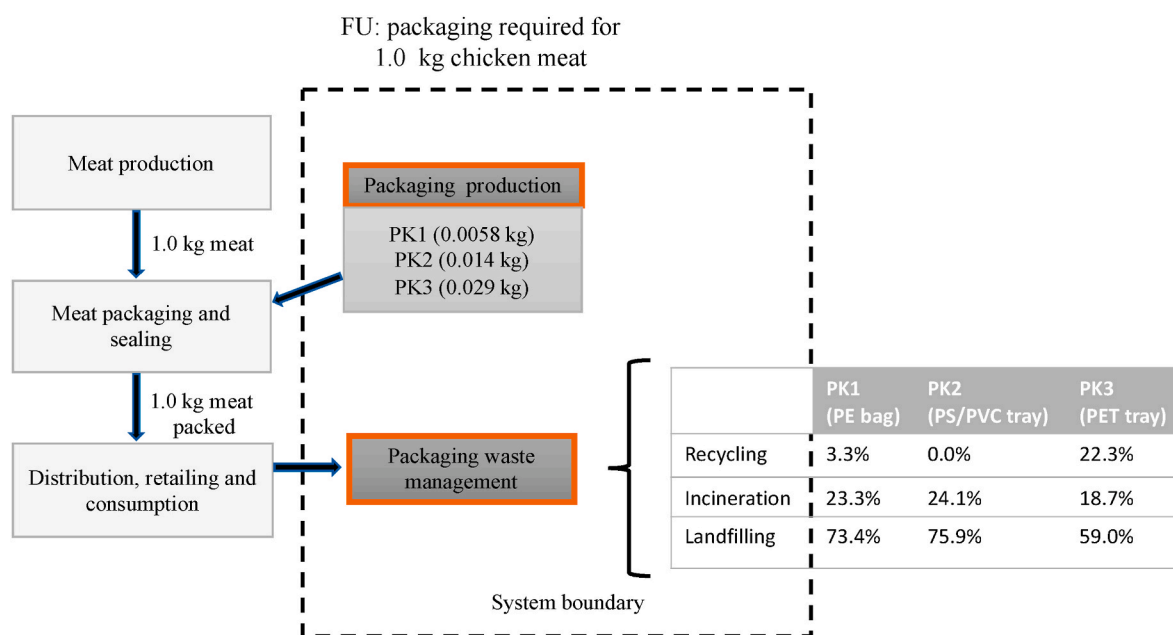 FU: packaging required for
1.0 kg chicken meat
Meat production
Packaging production
1.0 kg meat
PK1 (0.0058 kg)
PK2 (0.014 kg)
PK3 (0.029 kg)
Meat packaging and
sealing
1.0 kg meat
packed
Distribution, retailing and
consumption
Packaging waste
management
PK1 PK2 PK3
(PE bag) (PS/PVC tray) (PET tray)
Recycling 3.3% 0.0% 22.3%
Incineration 23.3% 24.1% 18.7%
Landfilling 73.4% 75.9% 59.0%
System boundary